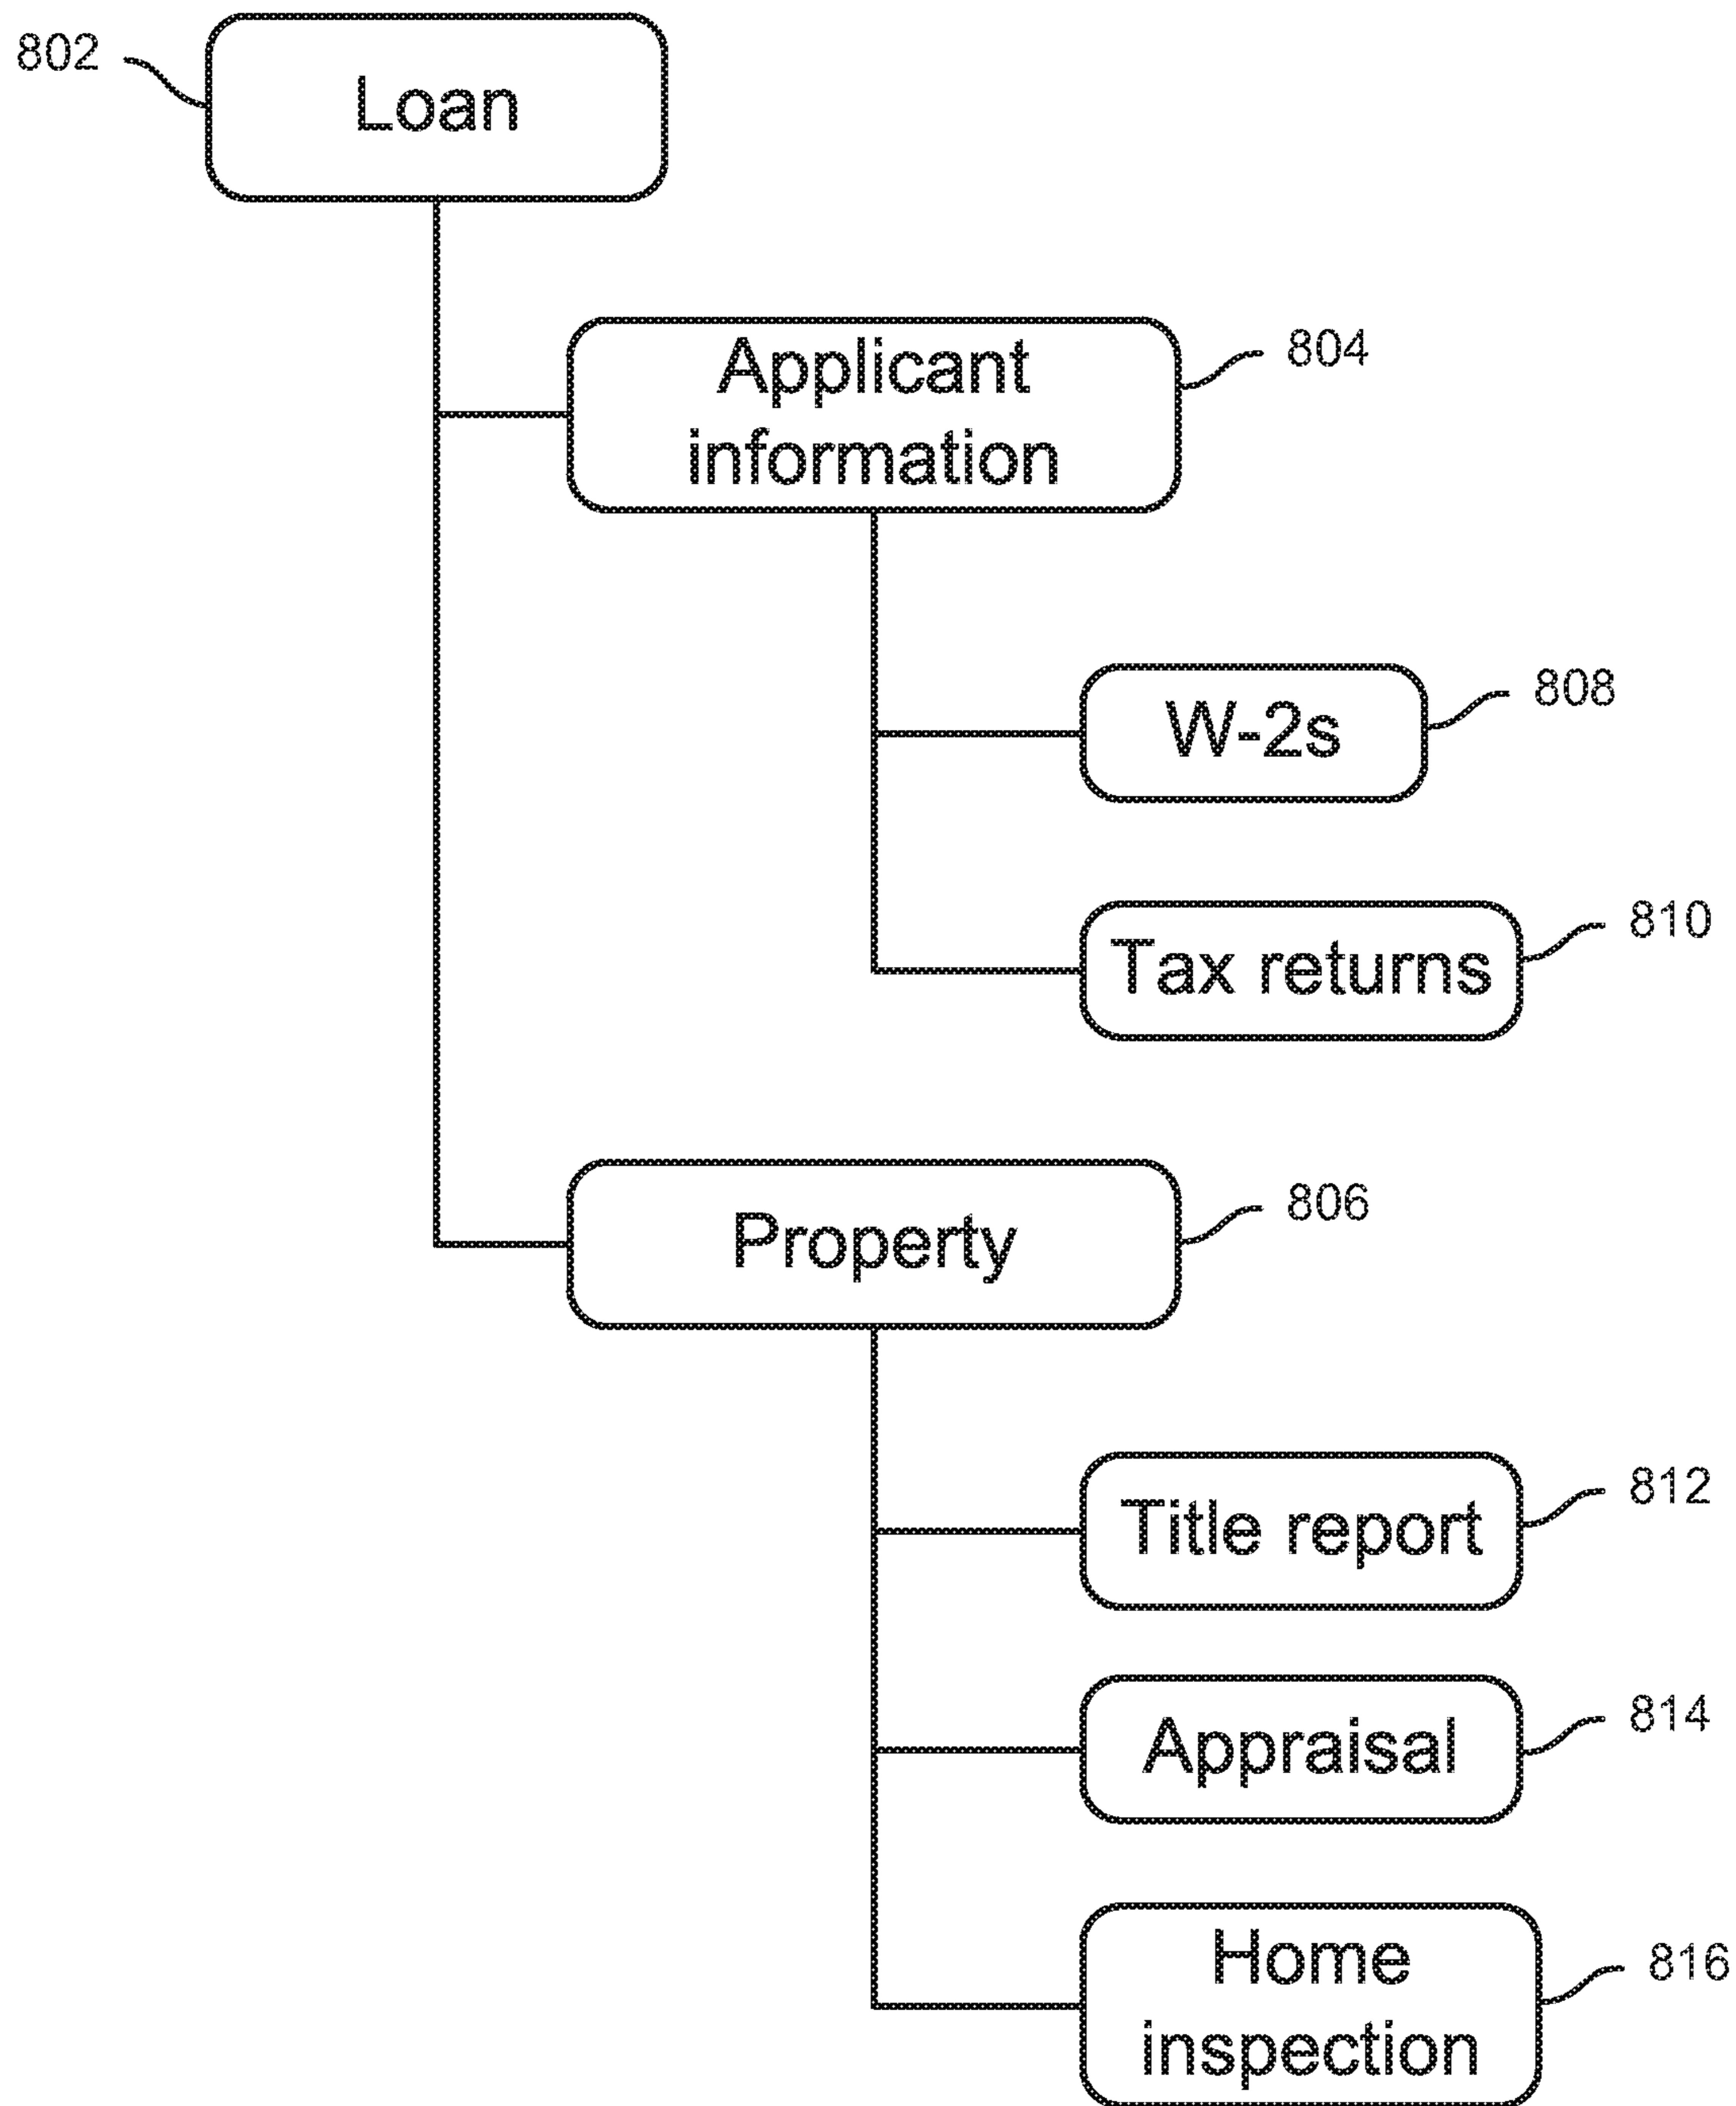 802
Loan
804
Applicant
information
808
W-2s
810
Tax returns
806
Property
812
Title report
814
Appraisal
816
Home
inspection